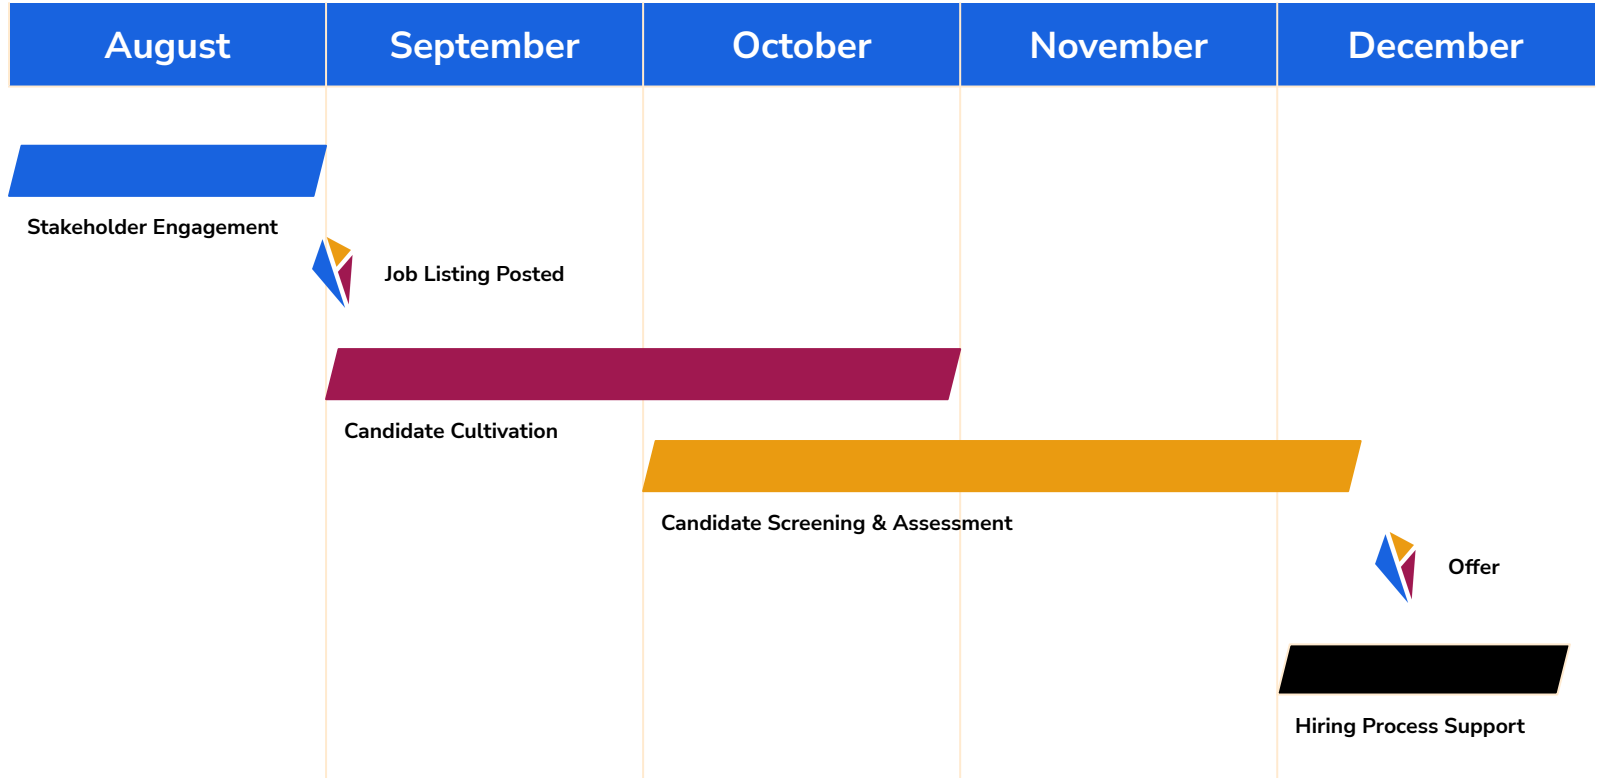 August
September
October
November
December
Stakeholder Engagement
Job Listing Posted
Candidate Cultivation
Candidate Screening & Assessment
Offer
Hiring Process Support